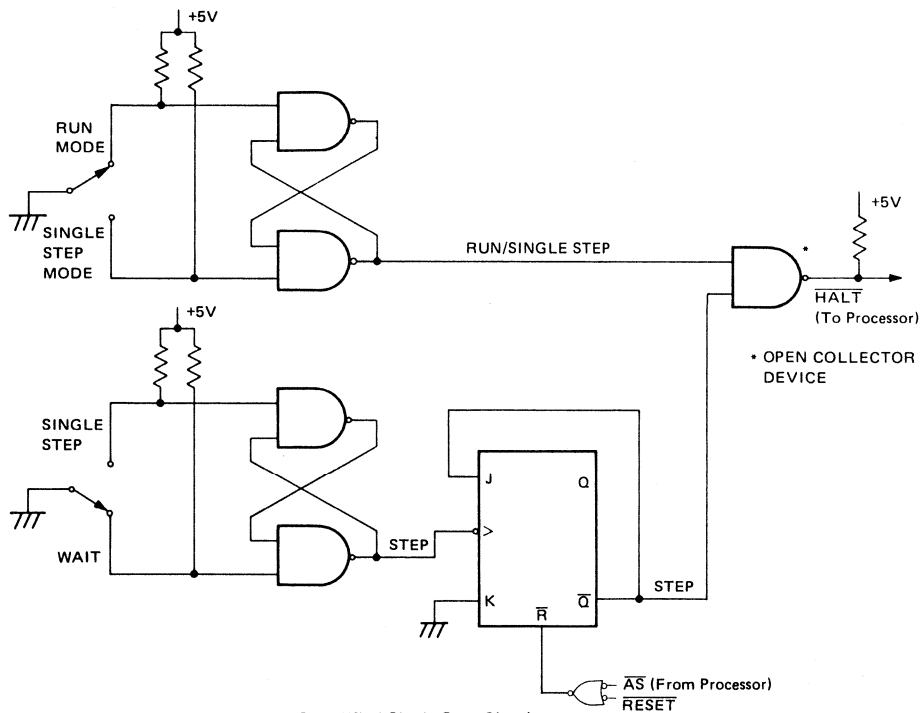 +5V
RUN
MODE
SINGLE
STEP
MODE
RUN/SINGLE STEP
+5V
*
HALT
(To Processor)
* OPEN COLLECTOR
DEVICE
+5V
SINGLE
STEP
WAIT
STEP
J
Q
>
K
Q
R
STEP
AS (From Processor)
RESET